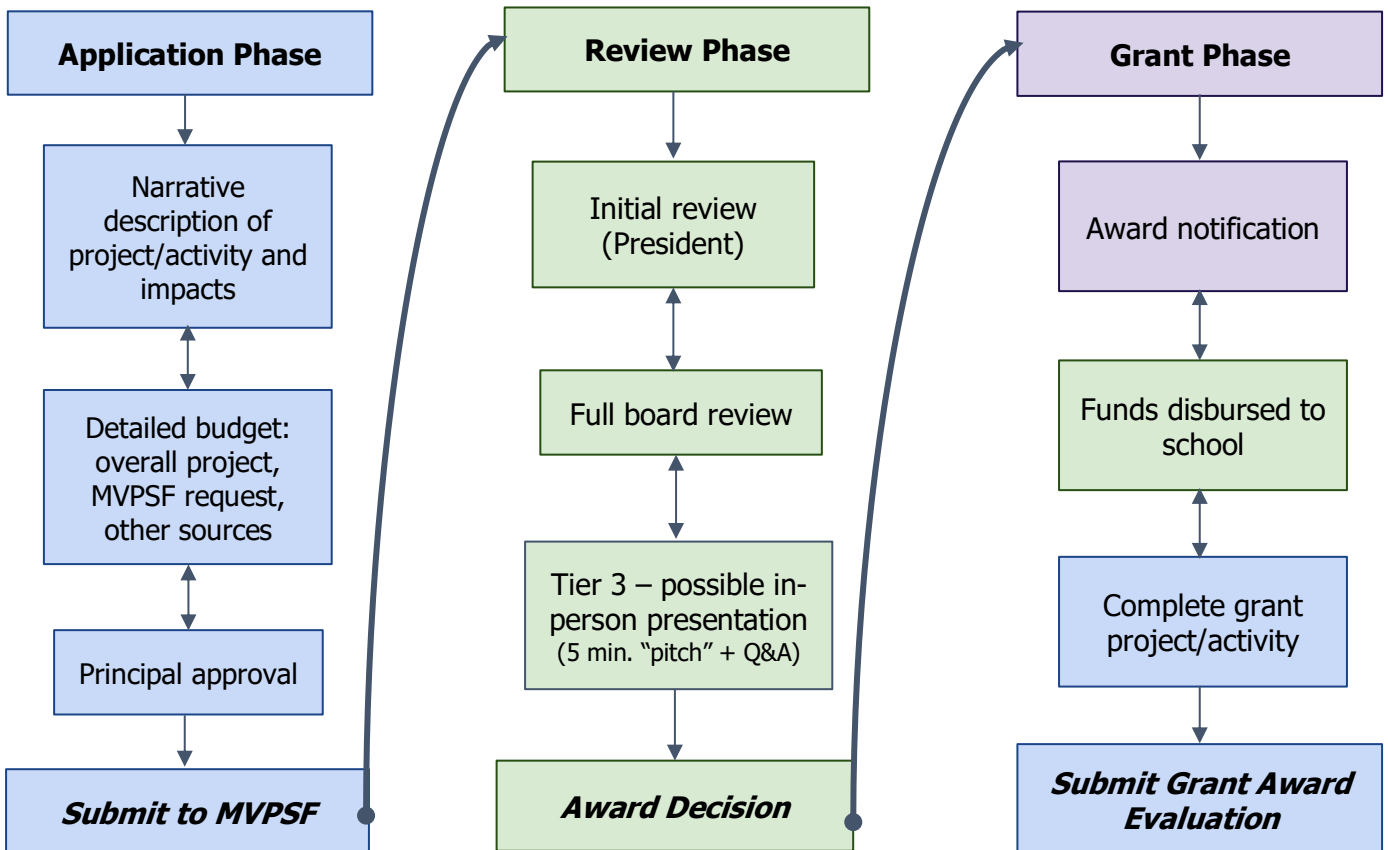 Application Phase
Narrative
description of
project/activity and
impacts
Detailed budget:
overall project,
MVPSF request,
other sources
Principal approval
Submit to MVPSF
Review Phase
Initial review
(President)
Full board review
Tier 3 – possible in-
person presentation
(5 min. “pitch” + Q&A)
Award Decision
Grant Phase
Award notification
Funds disbursed to
school
Complete grant
project/activity
Submit Grant Award
Evaluation